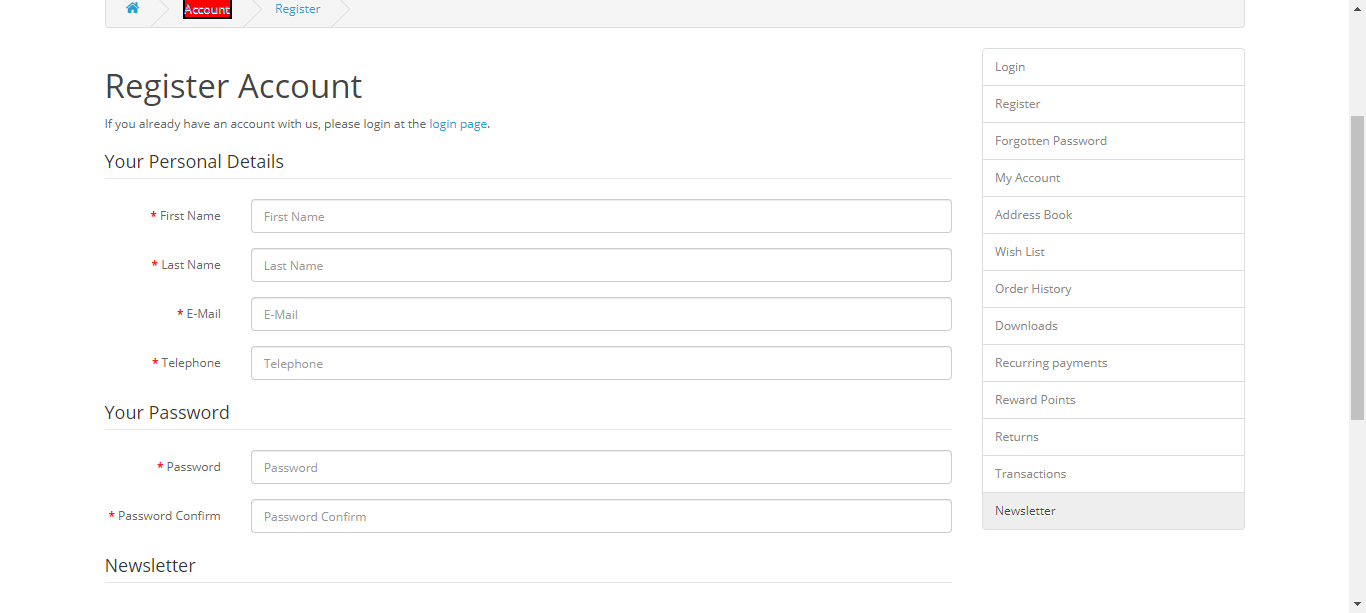 Account
Register
Register Account
If you already have an account with us, please login at the login page.
Your Personal Details
* First Name
First Name
* Last Name
Last Name
* E-Mail
E-Mail
* Telephone
Telephone
Your Password
* Password
Password
* Password Confirm
Password Confirm
Newsletter
Login
Register
Forgotten Password
My Account
Address Book
Wish List
Order History
Downloads
Recurring payments
Reward Points
Returns
Transactions
Newsletter